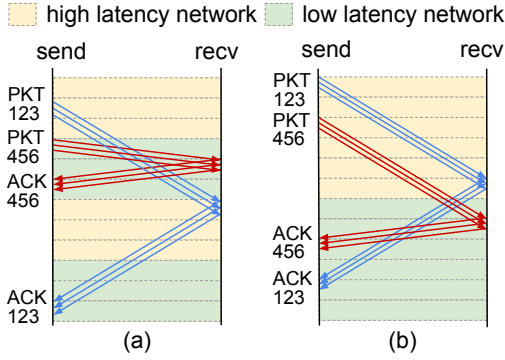 high latency network low latency network
send recv send recv
PKT
123
PKT
456
ACK
456
ACK
123
(a)
PKT
123
PKT
456
ACK
456
ACK
123
(b)